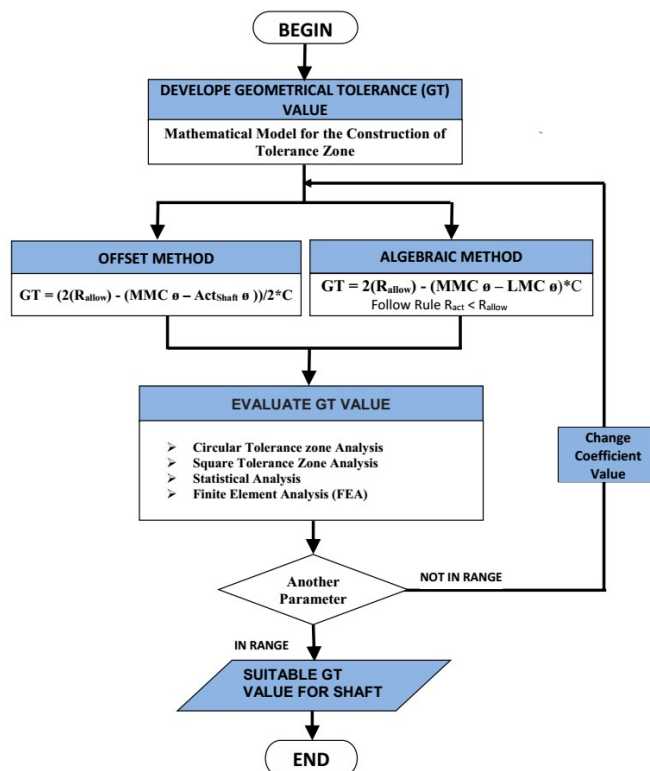 BEGIN
DEVELOPE GEOMETRICAL TOLERANCE (GT)
VALUE
Mathematical Model for the Construction of
Tolerance Zone
OFFSET METHOD
GT = (2(Rallow) - (MMC ø – ActShaft ø ))/2*C
ALGEBRAIC METHOD
GT = 2(Rallow) - (MMC ø – LMC ø)*C
Follow Rule Ract < Rallow
EVALUATE GT VALUE
➢ Circular Tolerance zone Analysis
➢ Square Tolerance Zone Analysis
➢ Statistical Analysis
➢ Finite Element Analysis (FEA)
Change
Coefficient
Value
Another
Parameter
NOT IN RANGE
IN RANGE
SUITABLE GT
VALUE FOR SHAFT
END